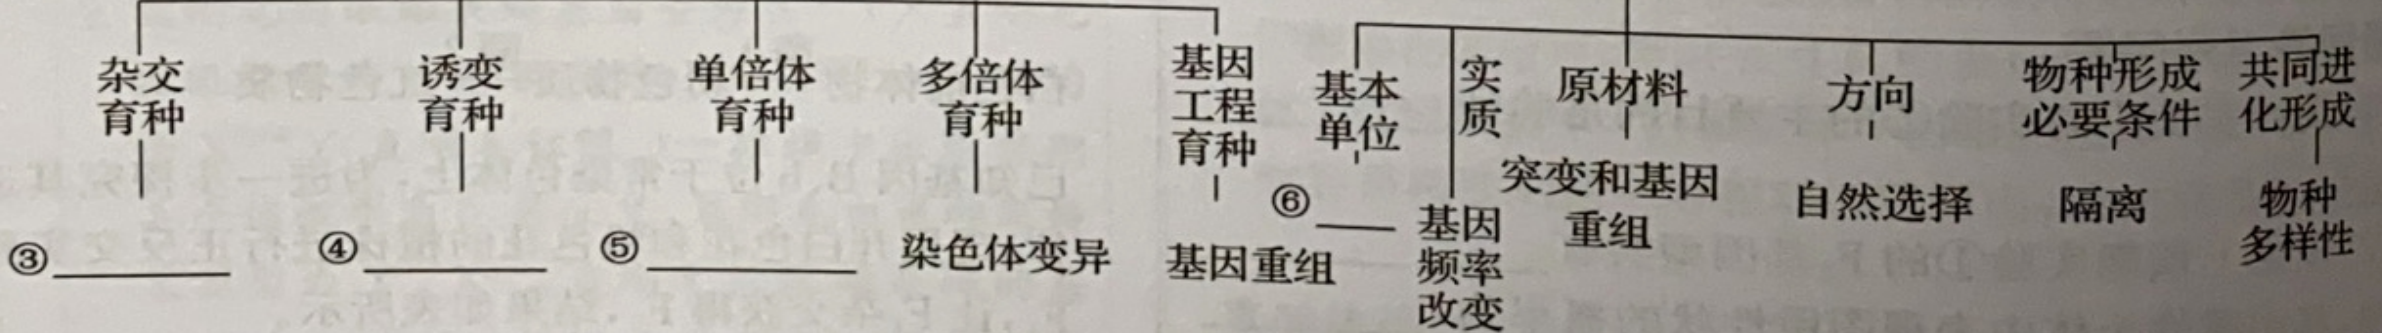 杂交
育种
诱变
育种
单倍体
育种
多倍体
育种
基因
工程
育种
基本
单位
实
质
原材料
方向
物种形成
必要条件
共同进
化形成
③
④
⑤
染色体变异
基因重组
⑥
基因
频率
改变
突变和基因
重组
自然选择
隔离
物种
多样性